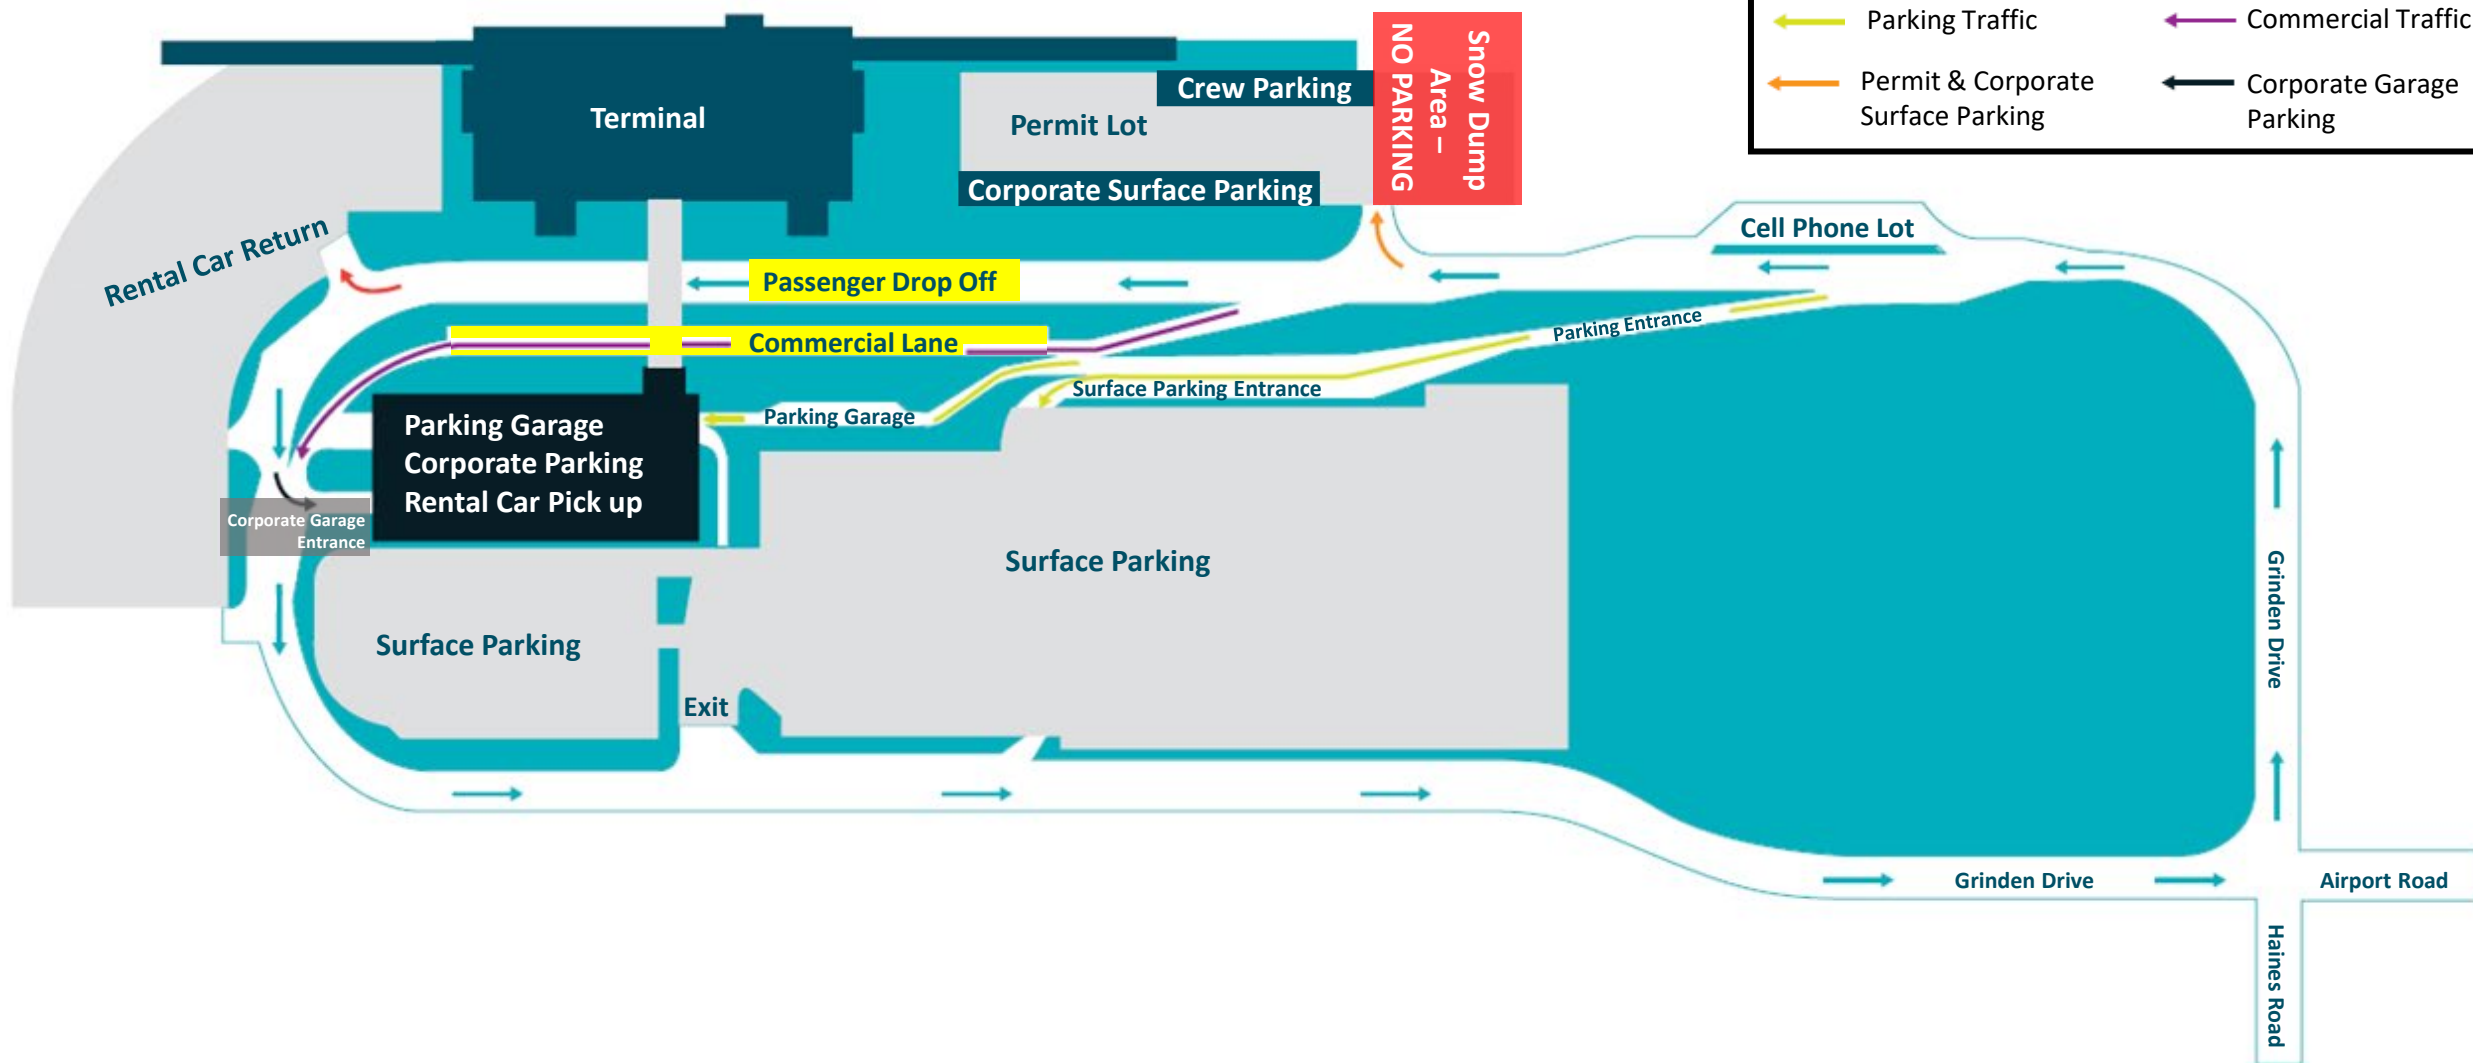 Parking Traffic
Commercial Traffic
Permit & Corporate
Surface Parking
Corporate Garage
Parking
Snow Dump
Area –
NO PARKING
Crew Parking
Terminal
Permit Lot
Corporate Surface Parking
Cell Phone Lot
Rental Car Return
Passenger Drop Off
Parking Entrance
Commercial Lane
Surface Parking Entrance
Parking Garage
Parking Garage
Corporate Parking
Rental Car Pick up
Corporate Garage
Entrance
Surface Parking
Surface Parking
Exit
Grinden Drive
Grinden Drive
Airport Road
Haines Road